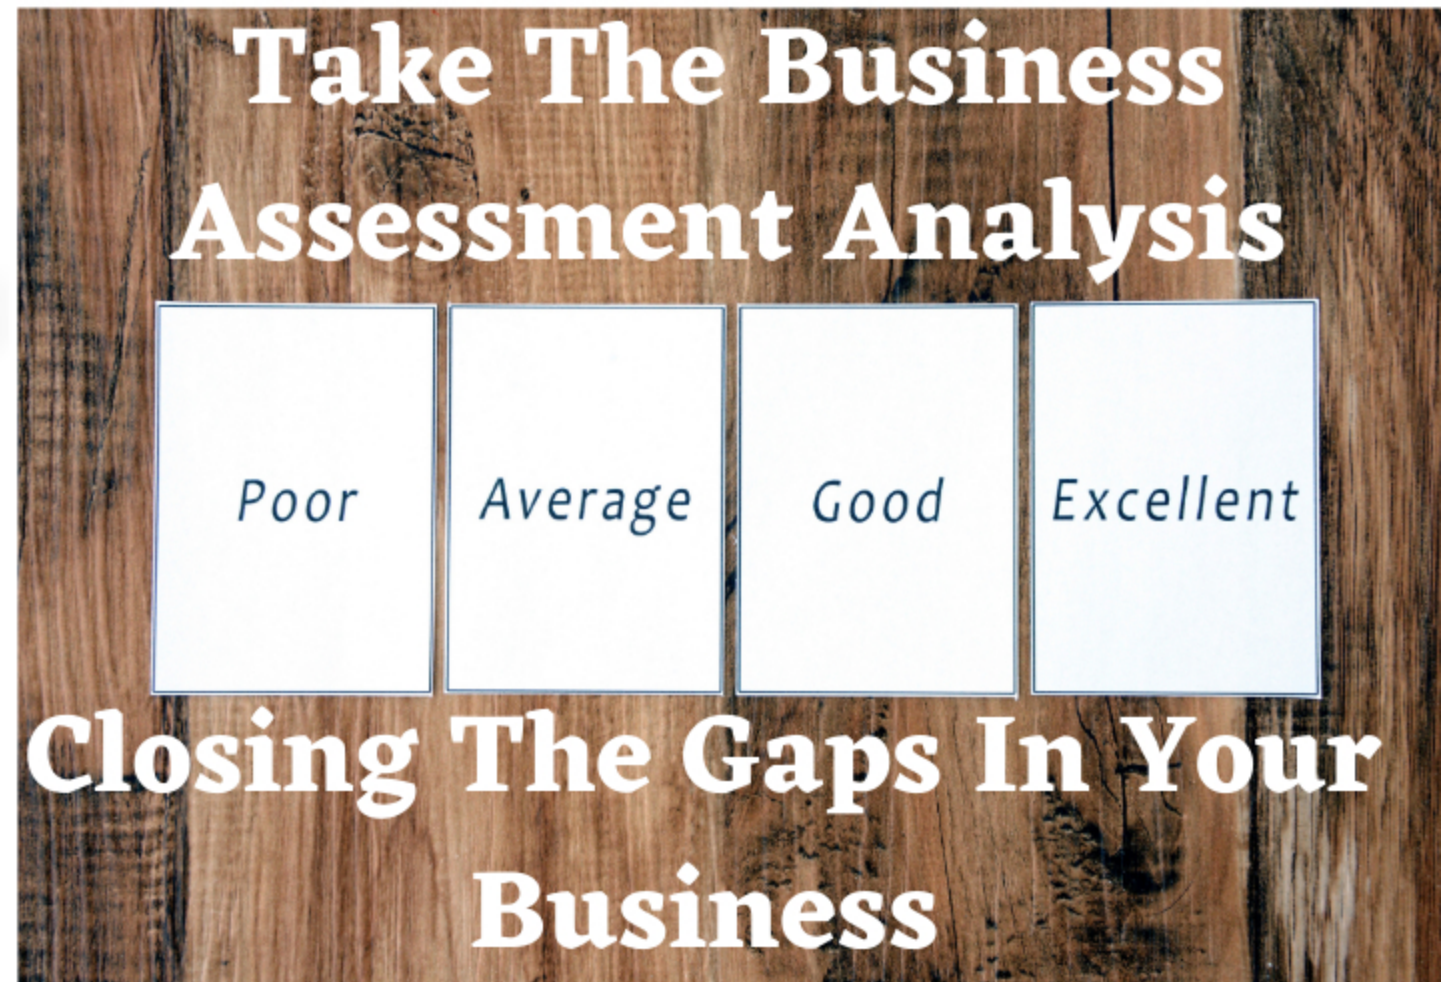 Take The Business
Assessment Analysis
Poor Average Good Excellent
Closing The Gaps In Your
Business